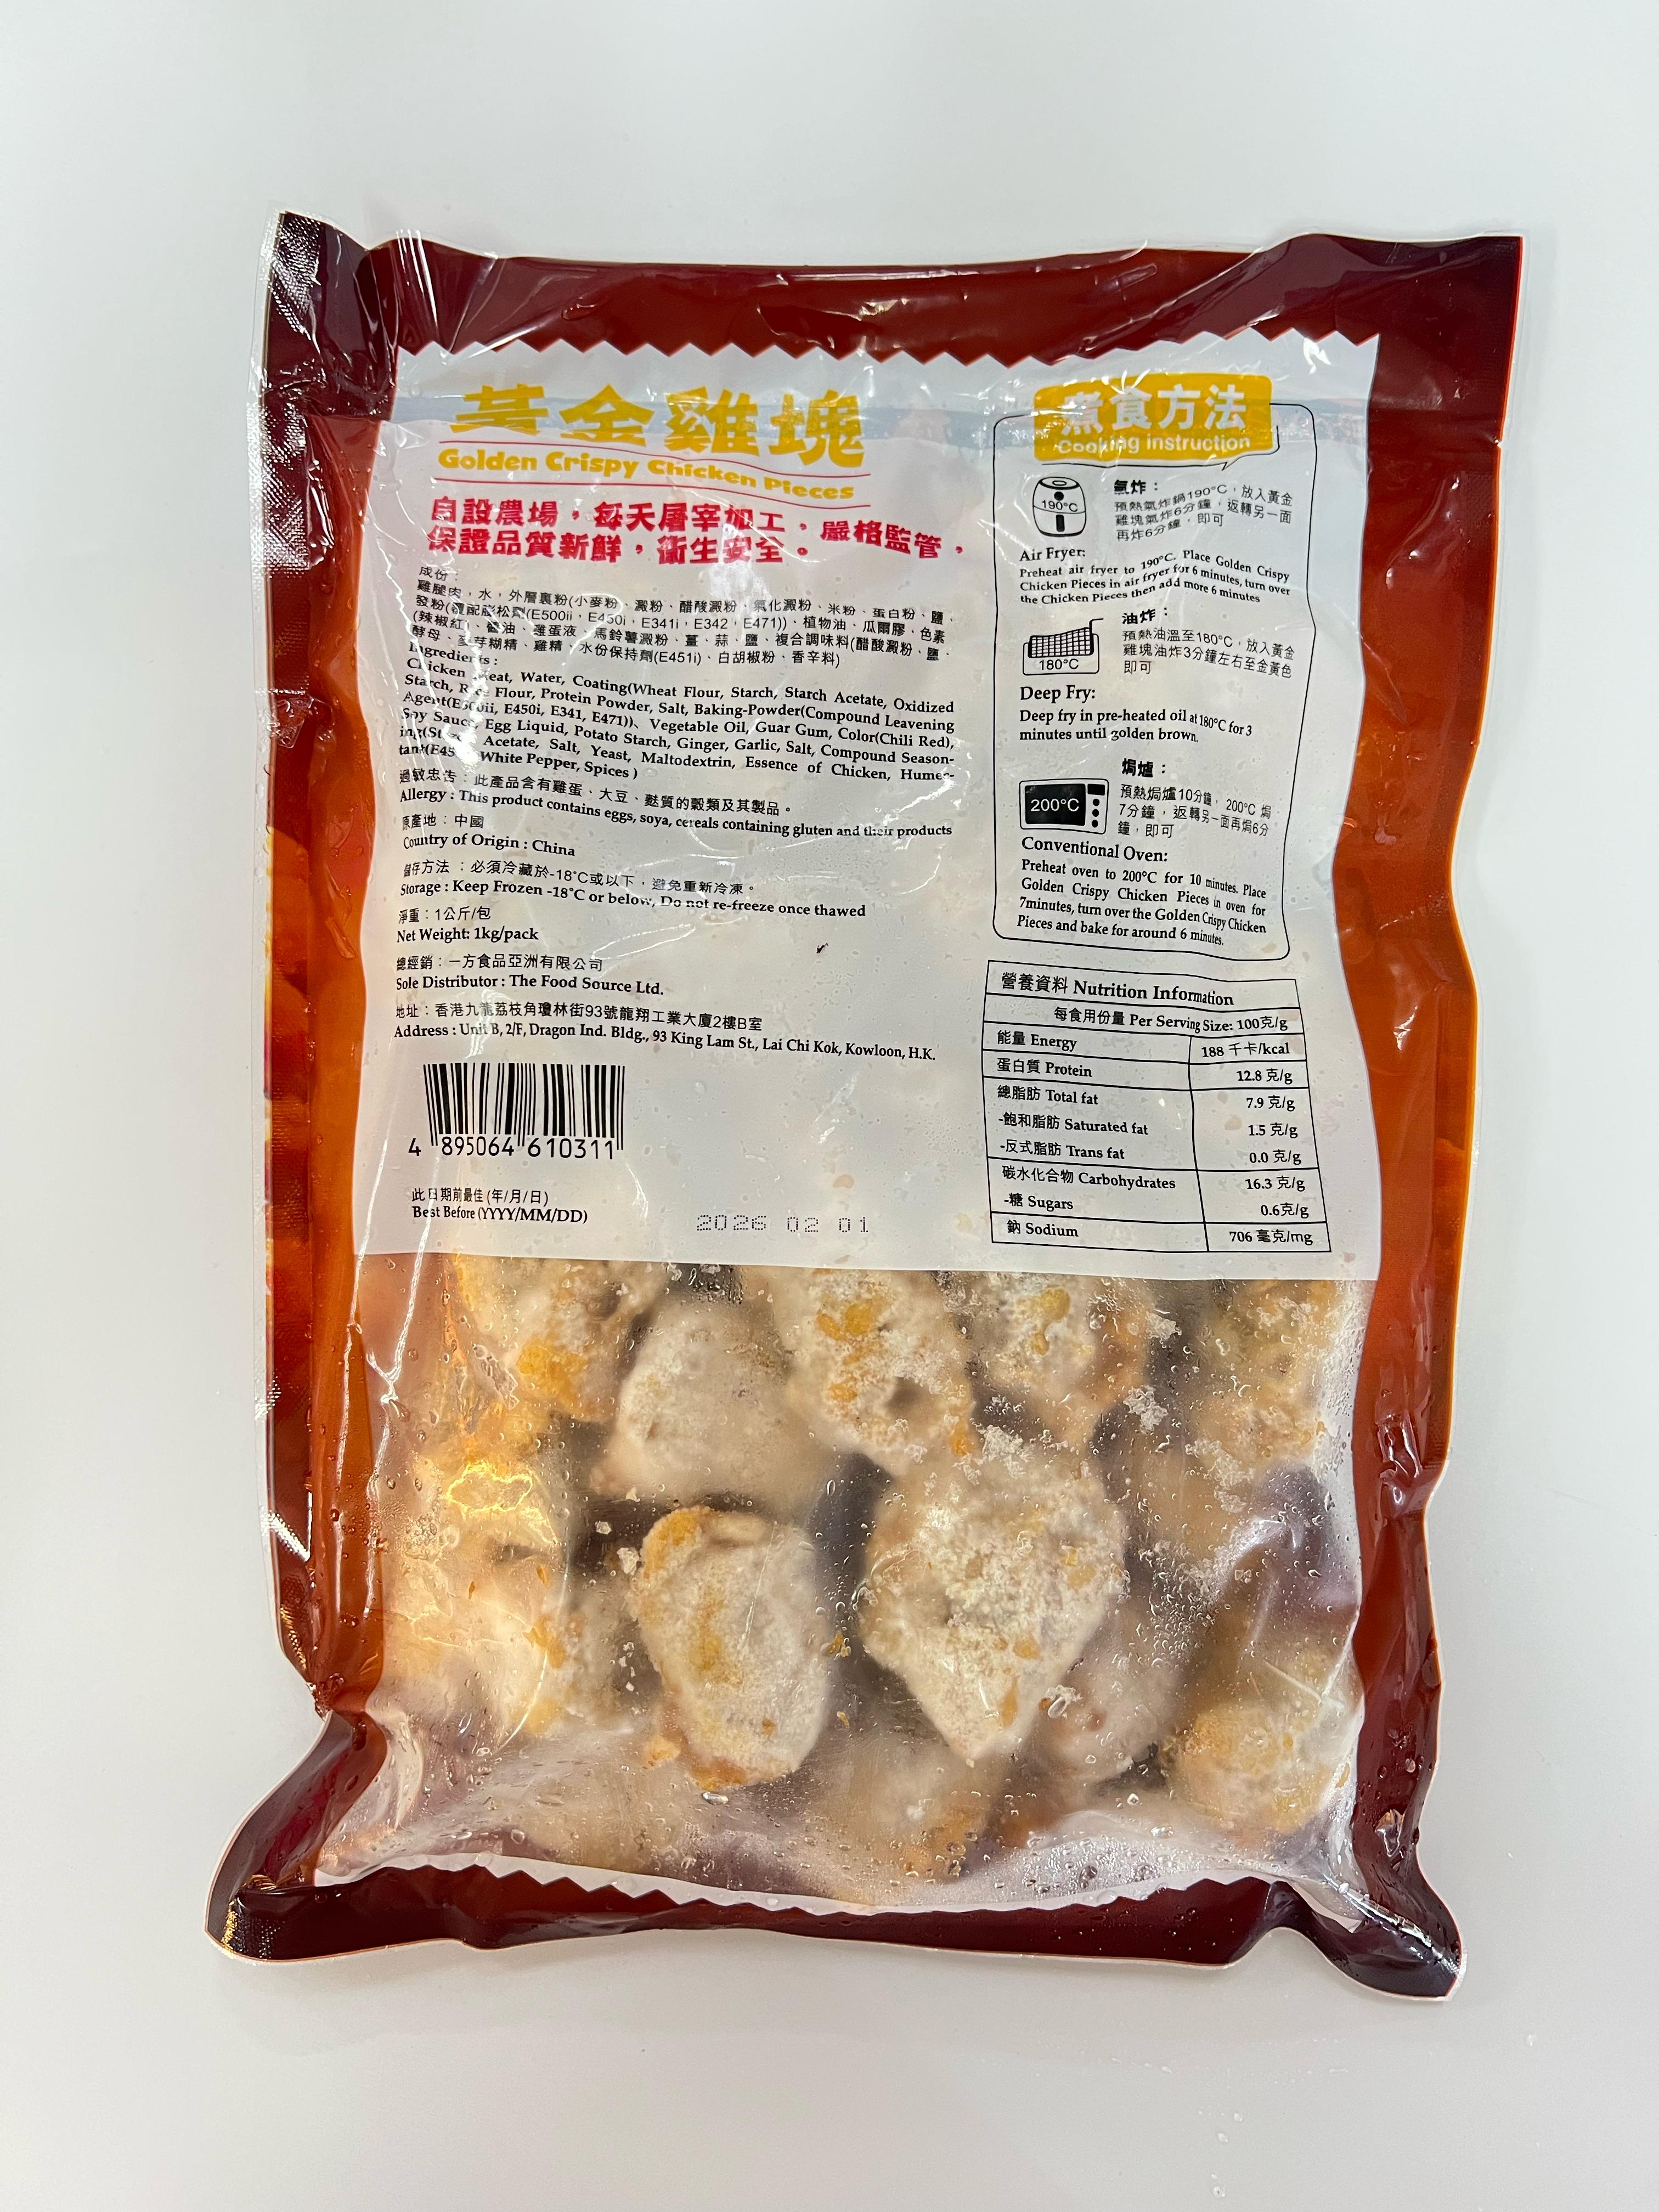 黃金雞塊
Golden Crispy Chicken Pieces
自設農場，每天屠宰加工，嚴格監管，
保證品質新鮮，衛生安全。
成份：
雞腿肉，水，外層裹粉(小麥粉、澱粉、醋酸澱粉、氧化澱粉、米粉、蛋白粉、鹽、
發粉(複配膨松劑(E500ii，E450i，E341i，E342，E471))、植物油、瓜爾膠、色素
(辣椒紅)、醬油、雞蛋液、馬鈴薯澱粉、薑、蒜、鹽、複合調味料(醋酸澱粉、鹽、
酵母、麥芽糊精、雞精、水份保持劑(E451i)、白胡椒粉、香辛料)
Ingredients :
Chicken Meat, Water, Coating(Wheat Flour, Starch, Starch Acetate, Oxidized
Starch, Rice Flour, Protein Powder, Salt, Baking-Powder(Compound Leavening
Agent(E500ii, E450i, E341, E471))、Vegetable Oil, Guar Gum, Color(Chili Red),
Soy Sauce, Egg Liquid, Potato Starch, Ginger, Garlic, Salt, Compound Season-
Acetate, Salt, Yeast, Maltodextrin, Essence of Chicken, Humec-
White Pepper, Spices )
過敏忠告：此產品含有雞蛋、大豆、麩質的穀類及其製品。
Allergy : This product contains eggs, soya, cereals containing gluten and their products
原產地：中國
Country of Origin : China
儲存方法：必須冷藏於-18°C或以下，避免重新冷凍。
Storage : Keep Frozen -18°C or below, Do not re-freeze once thawed
淨重：1公斤/包
Net Weight: 1kg/pack
總經銷：一方食品亞洲有限公司
Sole Distributor : The Food Source Ltd.
地址：香港九龍荔枝角瓊林街93號龍翔工業大廈2樓B室
Address : Unit B, 2/F, Dragon Ind. Bldg., 93 King Lam St., Lai Chi Kok, Kowloon, H.K.
4 895064 610311
此日期前最佳 (年/月/日)
Best Before (YYYY/MM/DD)
2026 02 01
煮食方法
Cooking instruction
190°C
氣炸：
預熱氣炸鍋190°C，放入黃金
雞塊氣炸6分鐘，返轉另一面
再炸6分鐘，即可
Air Fryer:
Preheat air fryer to 190°C. Place Golden Crispy
Chicken Pieces in air fryer for 6 minutes, turn over
the Chicken Pieces then add more 6 minutes
180°C
油炸：
預熱油溫至180°C，放入黃金
雞塊油炸3分鐘左右至金黃色
即可
Deep Fry:
Deep fry in pre-heated oil at 180°C for 3
minutes until golden brown.
200°C
焗爐：
預熱焗爐10分鐘，200°C 焗
7分鐘，返轉另一面再焗6分
鐘，即可
Conventional Oven:
Preheat oven to 200°C for 10 minutes. Place
Golden Crispy Chicken Pieces in oven for
7minutes, turn over the Golden Crispy Chicken
Pieces and bake for around 6 minutes.
營養資料 Nutrition Information
每食用份量 Per Serving Size: 100克/g
能量 Energy 188 千卡/kcal
蛋白質 Protein 12.8 克/g
總脂肪 Total fat 7.9 克/g
-飽和脂肪 Saturated fat 1.5 克/g
-反式脂肪 Trans fat 0.0 克/g
碳水化合物 Carbohydrates 16.3 克/g
-糖 Sugars 0.6克/g
鈉 Sodium 706 毫克/mg